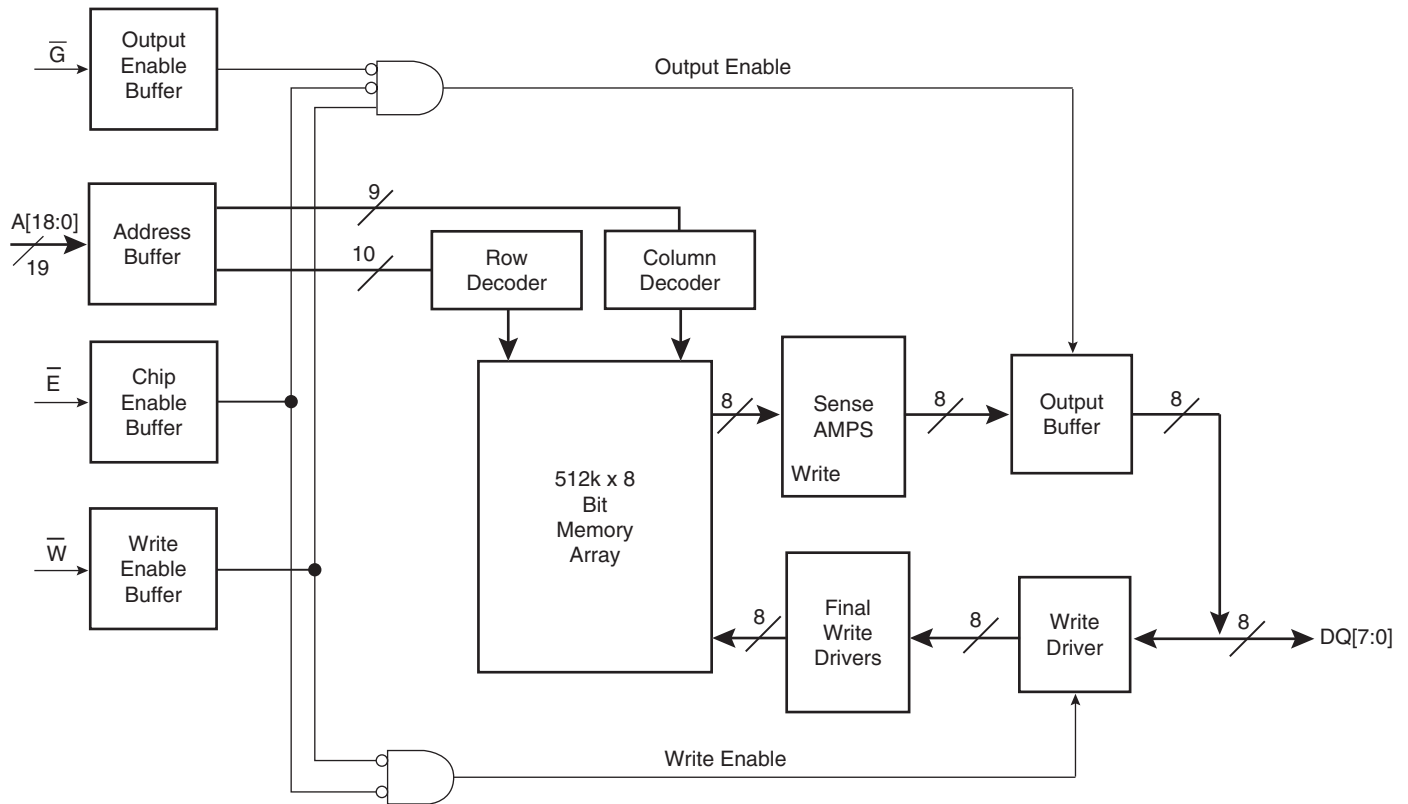 G̅
Output
Enable
Buffer
Output Enable
A[18:0]
19
Address
Buffer
9
10
Row
Decoder
Column
Decoder
E̅
Chip
Enable
Buffer
W̅
Write
Enable
Buffer
512k x 8
Bit
Memory
Array
8
Sense
AMPS
Write
8
Output
Buffer
8
8
Final
Write
Drivers
8
Write
Driver
8
DQ[7:0]
Write Enable